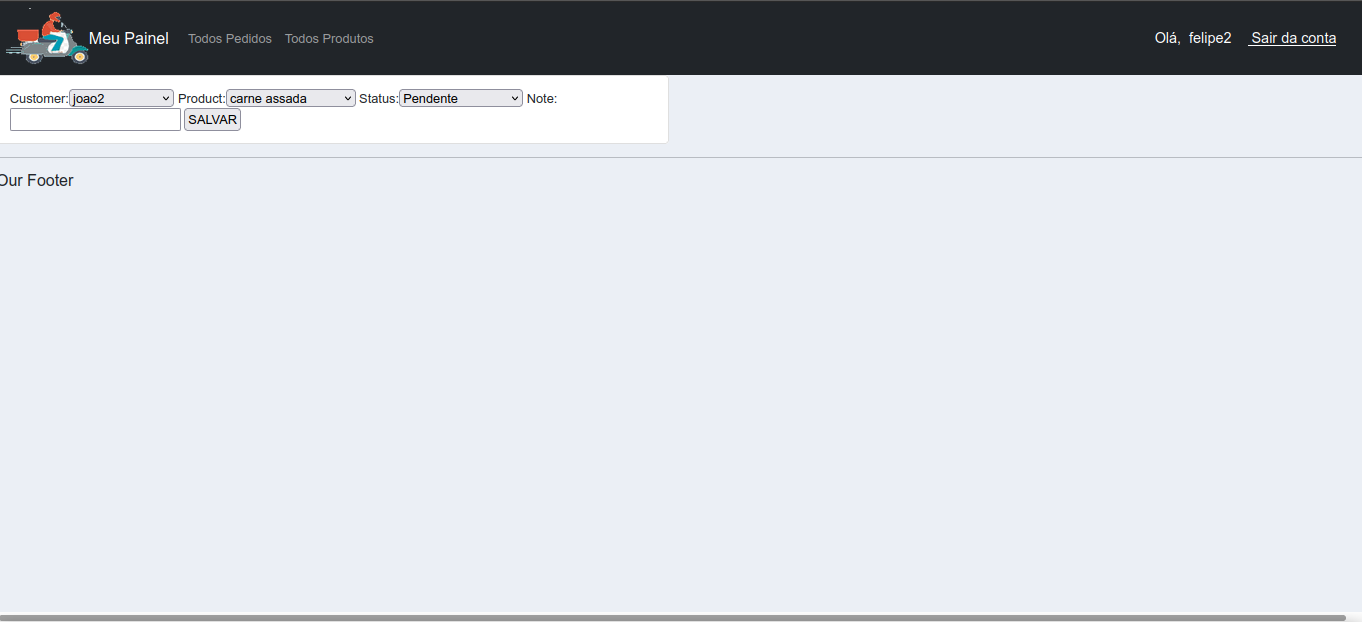 Meu Painel Todos Pedidos Todos Produtos Olá, felipe2 Sair da conta
Customer: joao2 Product: carne assada Status: Pendente Note:
SALVAR
Our Footer